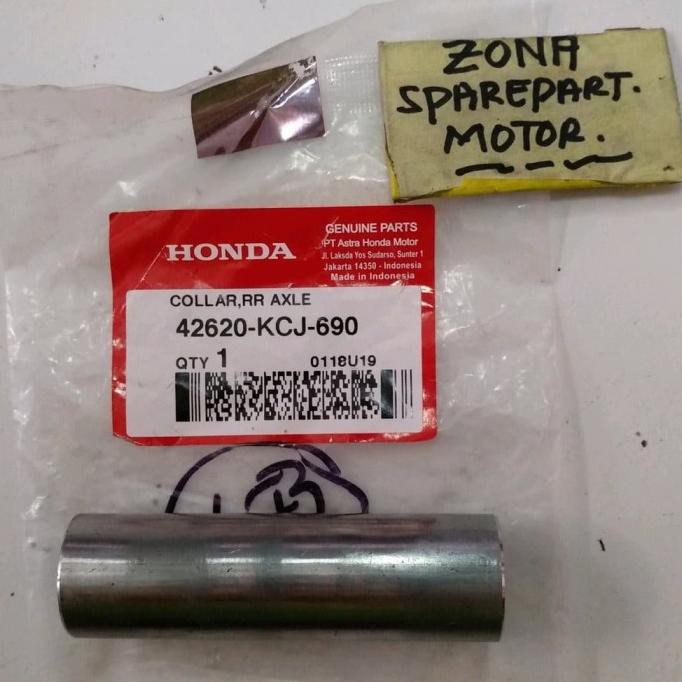 ZONA
SPAREPART.
MOTOR.
HONDA
GENUINE PARTS
PT Astra Honda Motor
Jl. Laksda Yos Sudarso, Sunter 1
Jakarta 14350 - Indonesia
Made in Indonesia
COLLAR,RR AXLE
42620-KCJ-690
QTY 1 0118U19